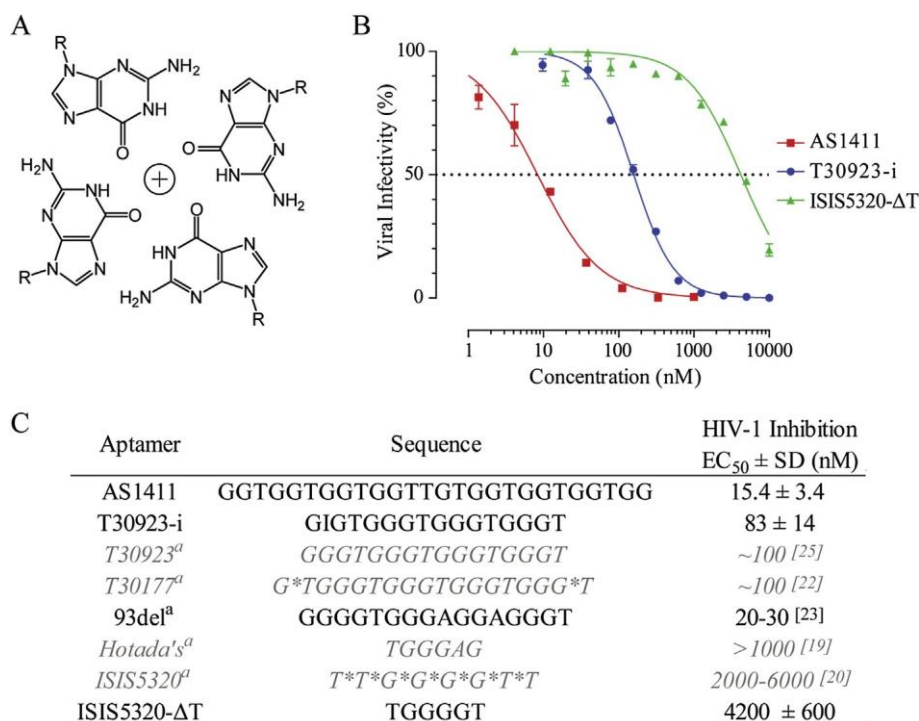 A
R
N
N
NH₂
N
N
NH
O
R
N
N
O
N
NH
NH₂
H₂N
NH
N
O
N
N
R
O
N
HN
H₂N
N
N
R
+
B
Viral Infectivity (%)
100
50
0
1
10
100
1000
10000
Concentration (nM)
AS1411
T30923-i
ISIS5320-ΔT
C
Aptamer Sequence HIV-1 Inhibition
EC₅₀ ± SD (nM)
AS1411 GGTGGTGGTGGTTGTGGTGGTGGTGG 15.4 ± 3.4
T30923-i GIGTGGGTGGGTGGGT 83 ± 14
T30923ᵃ GGGTGGGTGGGTGGGT ~100 [25]
T30177ᵃ G*TGGGTGGGTGGGTGGG*T ~100 [22]
93delᵃ GGGGTGGGAGGAGGGT 20-30 [23]
Hotada'sᵃ TGGGAG >1000 [19]
ISIS5320ᵃ T*T*G*G*G*G*T*T 2000-6000 [20]
ISIS5320-ΔT TGGGGT 4200 ± 600